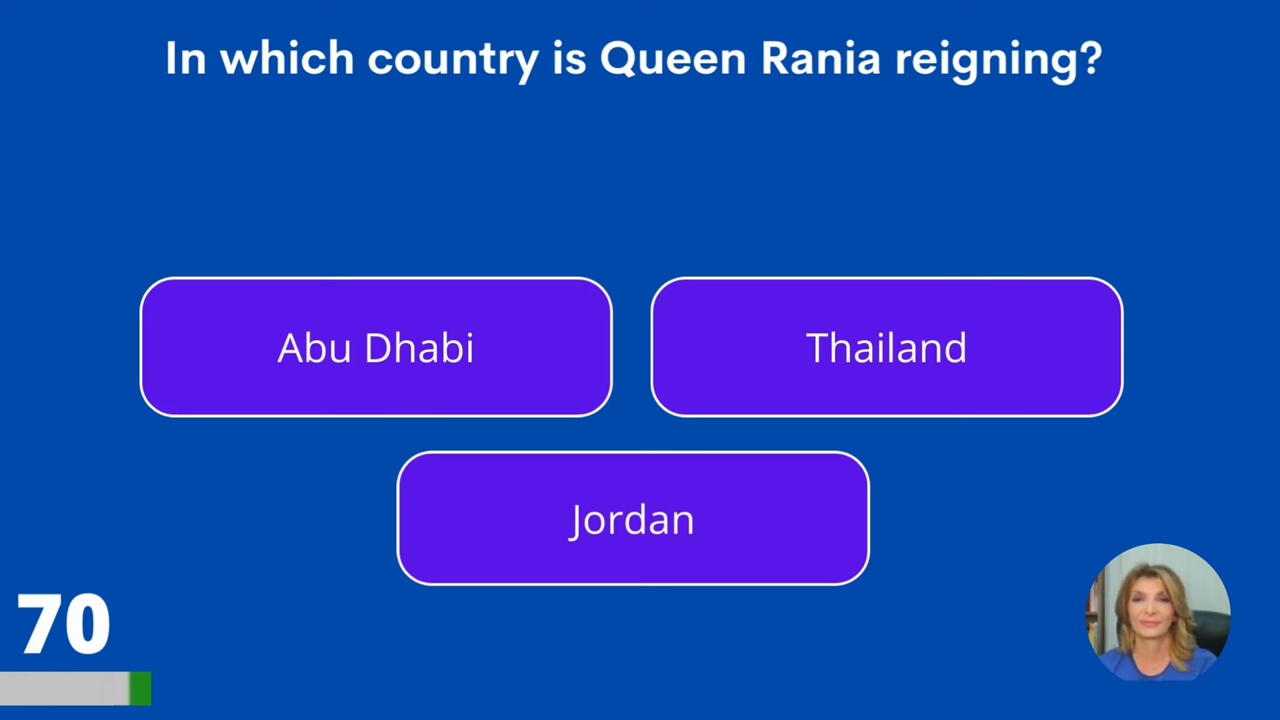 In which country is Queen Rania reigning?
Abu Dhabi
Thailand
Jordan
70